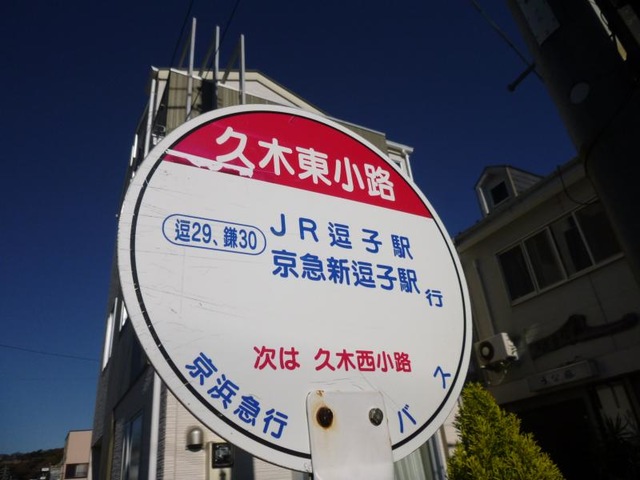 久木東小路
逗29、鎌30
JR逗子駅
京急新逗子駅 行
次は 久木西小路
京浜急行 バス